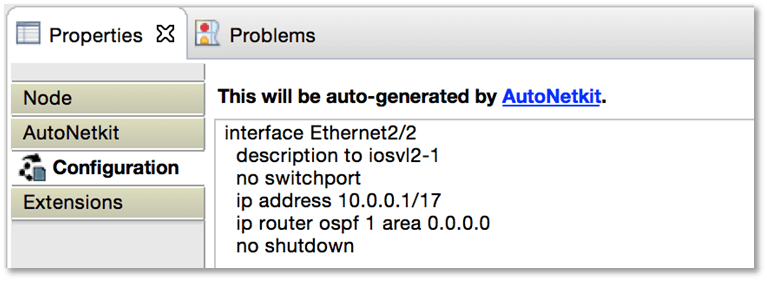 Properties
Problems
Node
This will be auto-generated by AutoNetkit.
AutoNetkit
Configuration
Extensions
interface Ethernet2/2
description to iosvl2-1
no switchport
ip address 10.0.0.1/17
ip router ospf 1 area 0.0.0.0
no shutdown